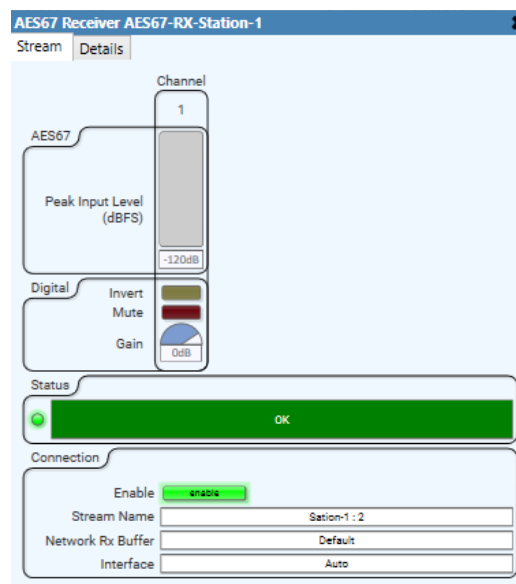 AES67 Receiver AES67-RX-Station-1
Stream Details
Channel
1
AES67
Peak Input Level
(dBFS)
-120dB
Digital
Invert
Mute
Gain
0dB
Status
OK
Connection
Enable enable
Stream Name Sation-1 : 2
Network Rx Buffer Default
Interface Auto